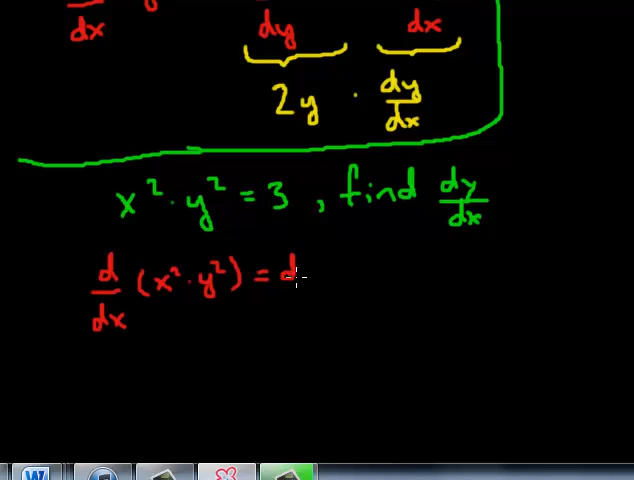 dx dy dx
2y · dy/dx
x² · y² = 3 , find dy/dx
d/dx (x² · y²) = d
W